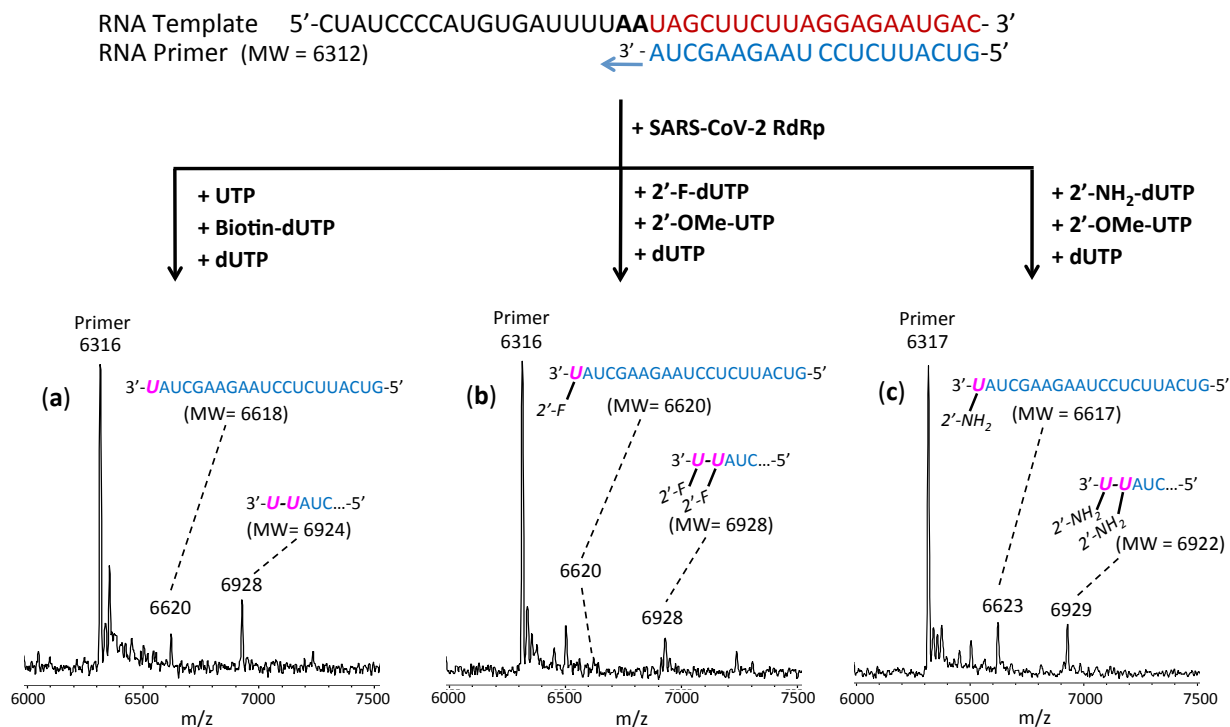 RNA Template 5’-CUAUCCCCAUGUGAUUUUAAUAGCUUCUUAGGAGAAUGAC- 3’
RNA Primer (MW = 6312) 3’ -AUCGAAGAAU CCUCUUACUG-5’
+ SARS-CoV-2 RdRp
+ UTP
+ Biotin-dUTP
+ dUTP
+ 2’-F-dUTP
+ 2’-OMe-UTP
+ dUTP
+ 2’-NH2-dUTP
+ 2’-OMe-UTP
+ dUTP
Primer
6316
(a)
3’-UAUCGAAGAAUCCUCUUACUG-5’
(MW= 6618)
3’-U-UAUC...-5’
(MW= 6924)
6620
6928
6000 6500 7000 7500
m/z
Primer
6316
(b)
3’-UAUCGAAGAAUCCUCUUACUG-5’
2’-F
(MW= 6620)
3’-U-UAUC...-5’
2’-F
2’-F
(MW= 6928)
6620
6928
6000 6500 7000 7500
m/z
Primer
6317
(c)
3’-UAUCGAAGAAUCCUCUUACUG-5’
2’-NH2
(MW= 6617)
3’-U-UAUC...-5’
2’-NH2
2’-NH2
(MW= 6922)
6623
6929
6000 6500 7000 7500
m/z